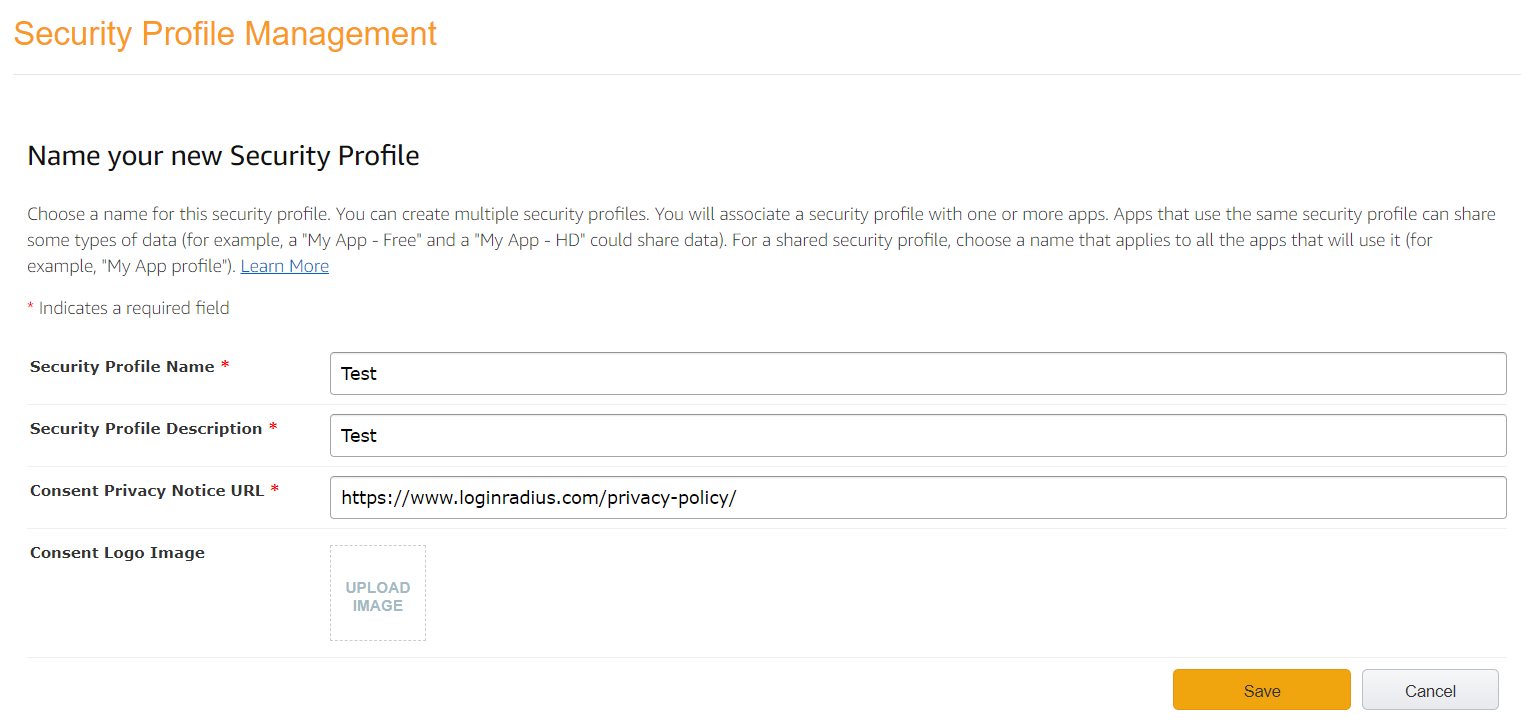 Security Profile Management
Name your new Security Profile
Choose a name for this security profile. You can create multiple security profiles. You will associate a security profile with one or more apps. Apps that use the same security profile can share
some types of data (for example, a "My App - Free" and a "My App - HD" could share data). For a shared security profile, choose a name that applies to all the apps that will use it (for
example, "My App profile"). Learn More
* Indicates a required field
Security Profile Name * Test
Security Profile Description * Test
Consent Privacy Notice URL * https://www.loginradius.com/privacy-policy/
Consent Logo Image
UPLOAD
IMAGE
Save Cancel